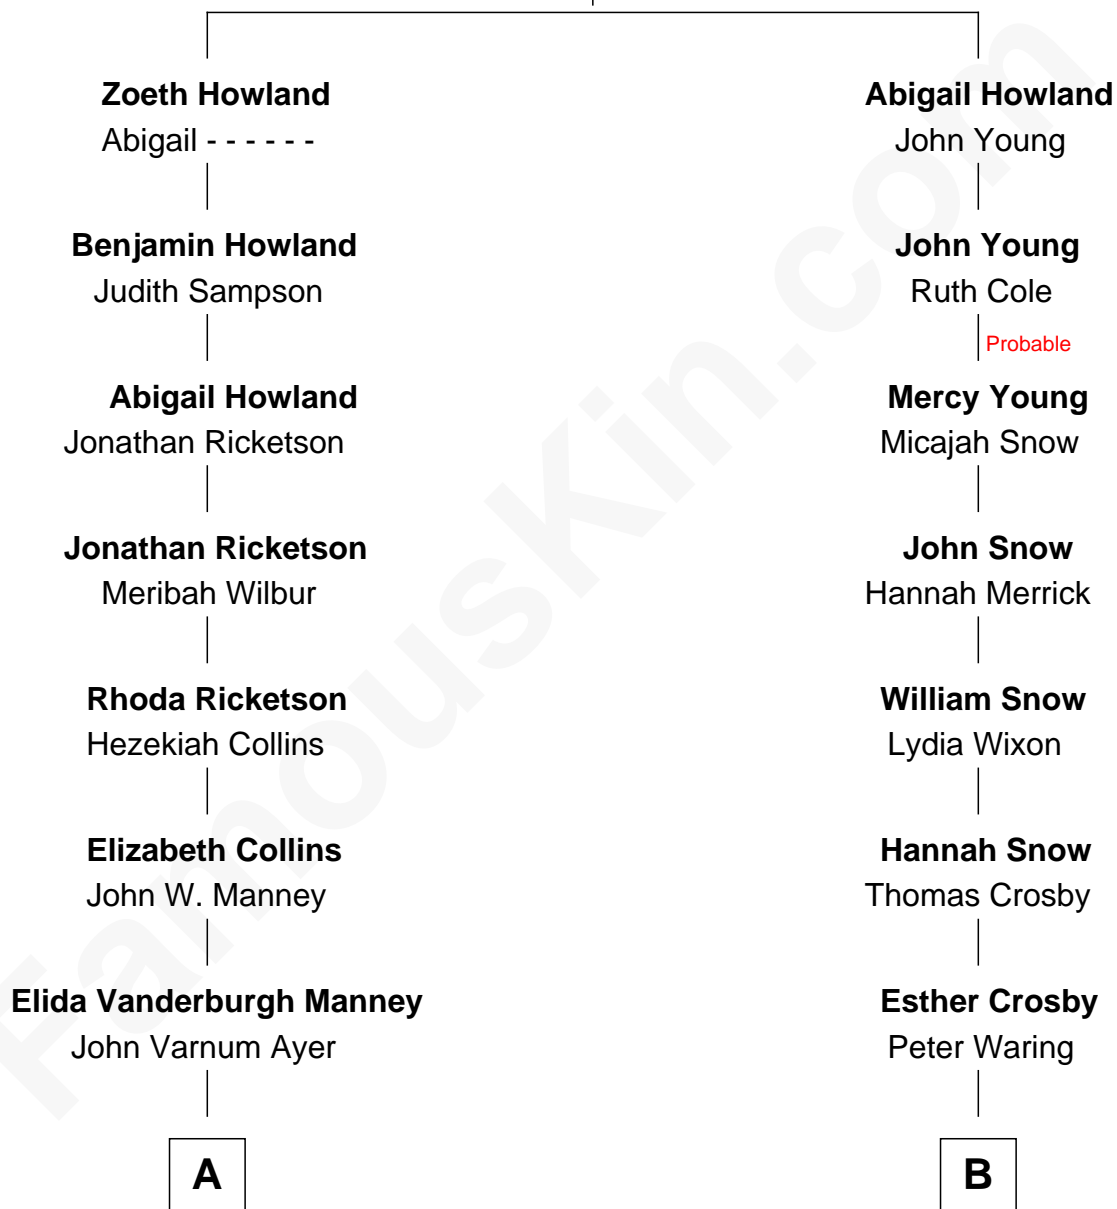 Zoeth Howland
Abigail - - - - - -
Abigail Howland
John Young
Benjamin Howland
Judith Sampson
John Young
Ruth Cole
Probable
Abigail Howland
Jonathan Ricketson
Mercy Young
Micajah Snow
Jonathan Ricketson
Meribah Wilbur
John Snow
Hannah Merrick
Rhoda Ricketson
Hezekiah Collins
William Snow
Lydia Wixon
Elizabeth Collins
John W. Manney
Hannah Snow
Thomas Crosby
Elida Vanderburgh Manney
John Varnum Ayer
Esther Crosby
Peter Waring
A
B
FamousKin.com